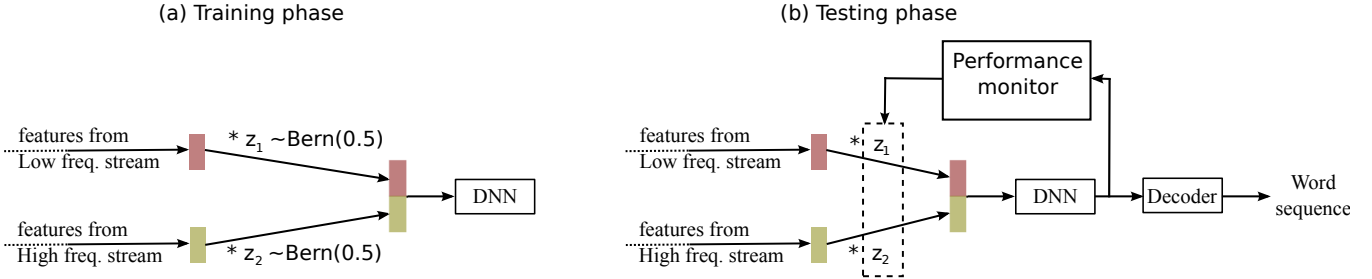 (a) Training phase
features from
Low freq. stream
* z1 ~Bern(0.5)
features from
High freq. stream
* z2 ~Bern(0.5)
DNN
(b) Testing phase
Performance
monitor
features from
Low freq. stream
* z1
features from
High freq. stream
* z2
DNN
Decoder
Word
sequence